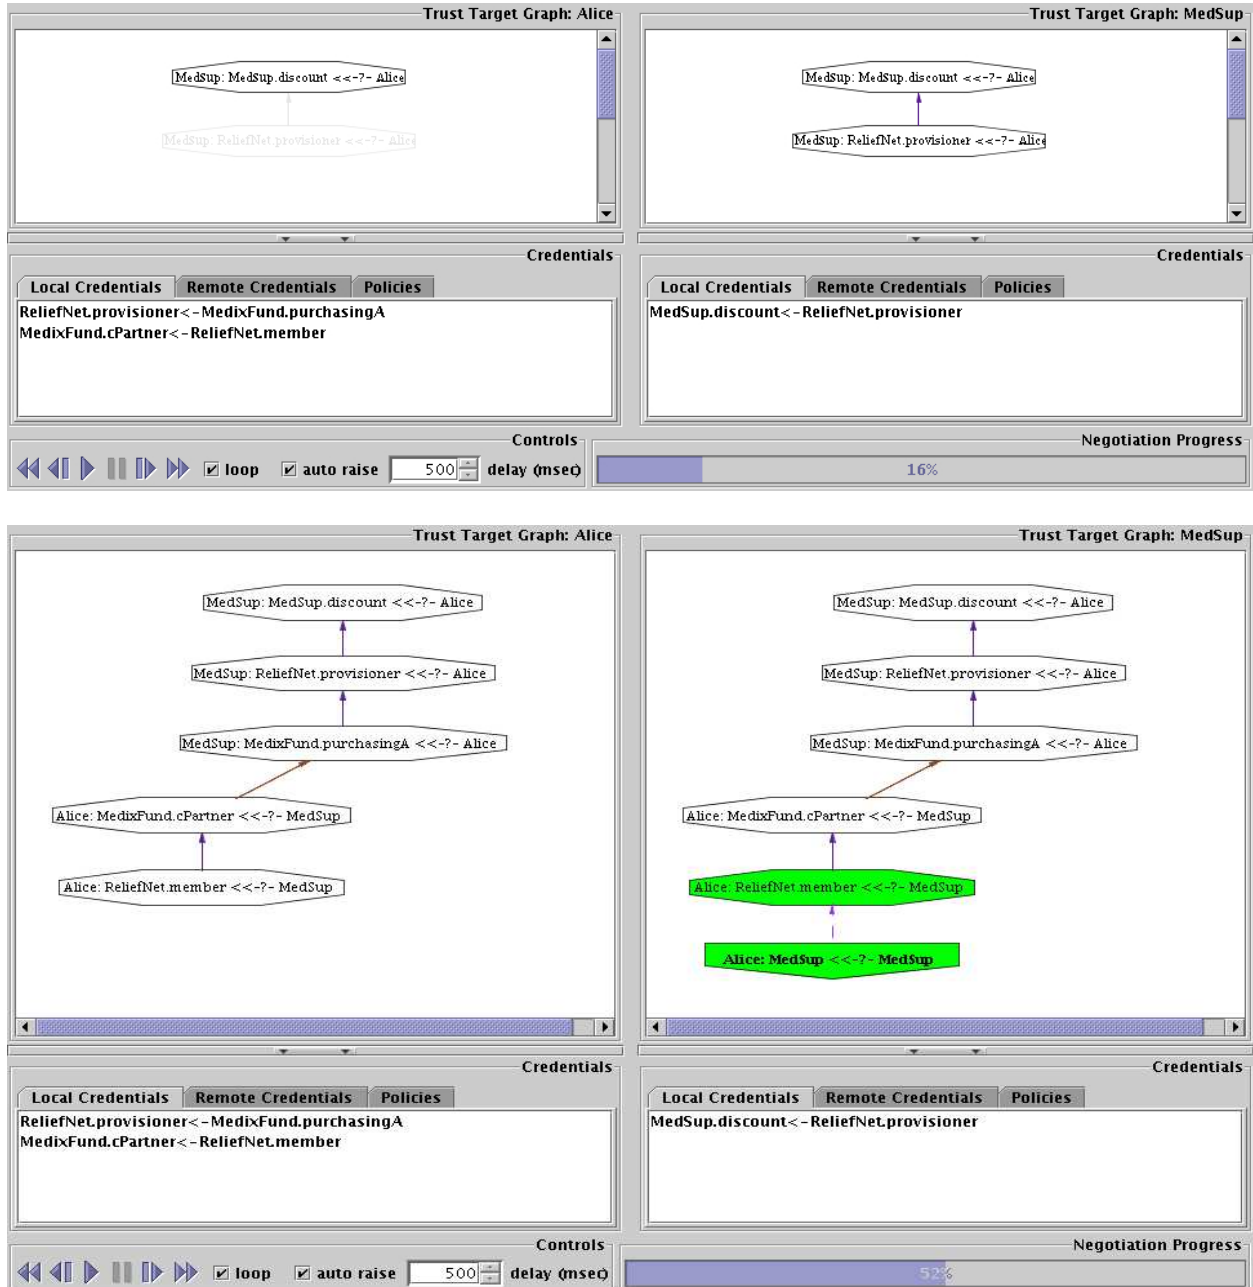 Trust Target Graph: Alice
MedSup: MedSup.discount <<-?- Alice
MedSup: ReliefNet.provisioner <<-?- Alice
Trust Target Graph: MedSup
MedSup: MedSup.discount <<-?- Alice
MedSup: ReliefNet.provisioner <<-?- Alice
Credentials
Local Credentials Remote Credentials Policies
ReliefNet.provisioner<-MedixFund.purchasingA
MedixFund.cPartner<-ReliefNet.member
Credentials
Local Credentials Remote Credentials Policies
MedSup.discount<-ReliefNet.provisioner
Controls
loop auto raise 500 delay (msec)
Negotiation Progress
16%
Trust Target Graph: Alice
MedSup: MedSup.discount <<-?- Alice
MedSup: ReliefNet.provisioner <<-?- Alice
MedSup: MedixFund.purchasingA <<-?- Alice
Alice: MedixFund.cPartner <<-?- MedSup
Alice: ReliefNet.member <<-?- MedSup
Trust Target Graph: MedSup
MedSup: MedSup.discount <<-?- Alice
MedSup: ReliefNet.provisioner <<-?- Alice
MedSup: MedixFund.purchasingA <<-?- Alice
Alice: MedixFund.cPartner <<-?- MedSup
Alice: ReliefNet.member <<-?- MedSup
Alice: MedSup <<-?- MedSup
Credentials
Local Credentials Remote Credentials Policies
ReliefNet.provisioner<-MedixFund.purchasingA
MedixFund.cPartner<-ReliefNet.member
Credentials
Local Credentials Remote Credentials Policies
MedSup.discount<-ReliefNet.provisioner
Controls
loop auto raise 500 delay (msec)
Negotiation Progress
52%